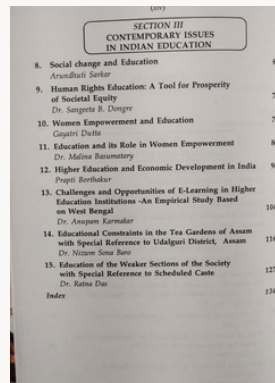 (xiv)
SECTION III
CONTEMPORARY ISSUES
IN INDIAN EDUCATION
8. Social change and Education
Arundhuti Sarkar
9. Human Rights Education: A Tool for Prosperity
of Societal Equity
Dr. Sangeeta B. Dongre
10. Women Empowerment and Education
Gayatri Dutta
11. Education and its Role in Women Empowerment
Dr. Malina Basumatary
12. Higher Education and Economic Development in India
Prapti Borthakur
13. Challenges and Opportunities of E-Learning in Higher
Education Institutions -An Empirical Study Based
on West Bengal
Dr. Anupam Karmakar
14. Educational Constraints in the Tea Gardens of Assam
with Special Reference to Udalguri District, Assam
Dr. Nizwm Sona Baro
15. Education of the Weaker Sections of the Society
with Special Reference to Scheduled Caste
Dr. Ratna Das
Index